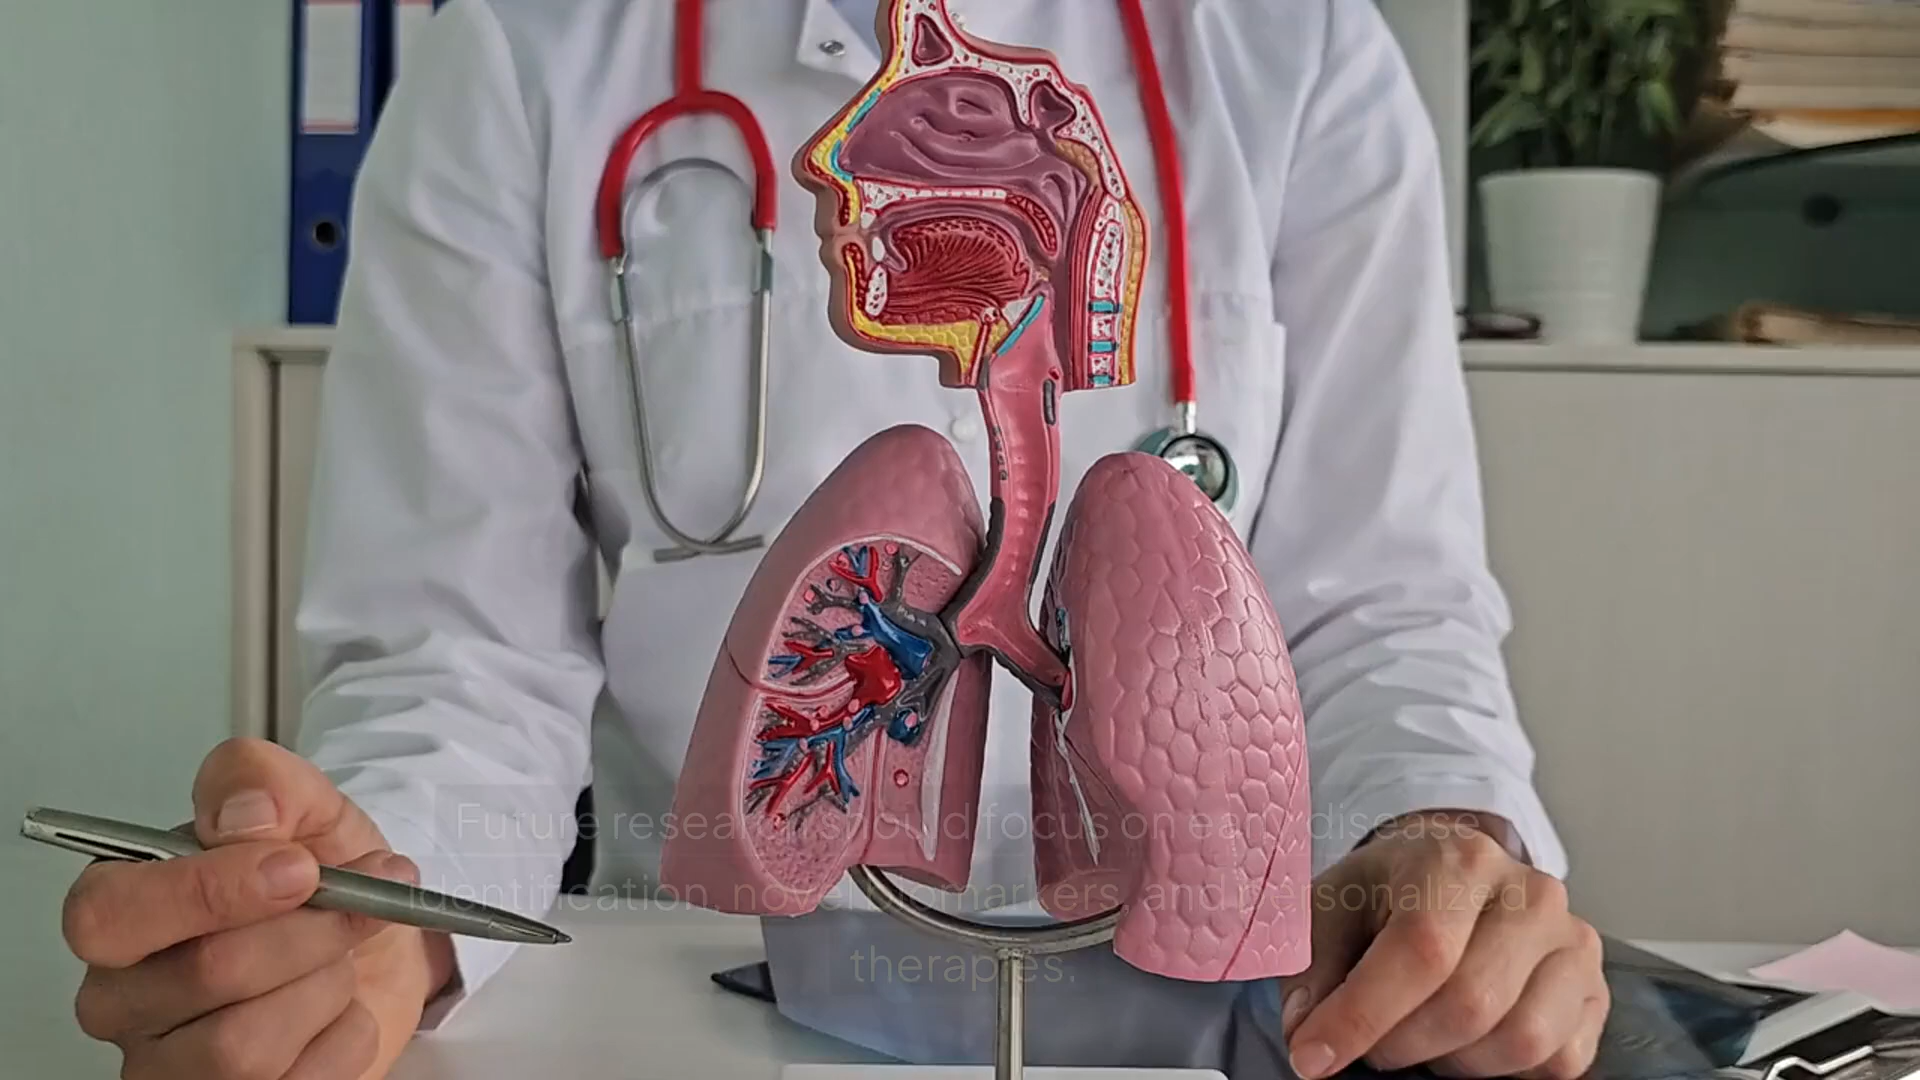 Future research should focus on early disease
identification, novel biomarkers, and personalized
therapies.